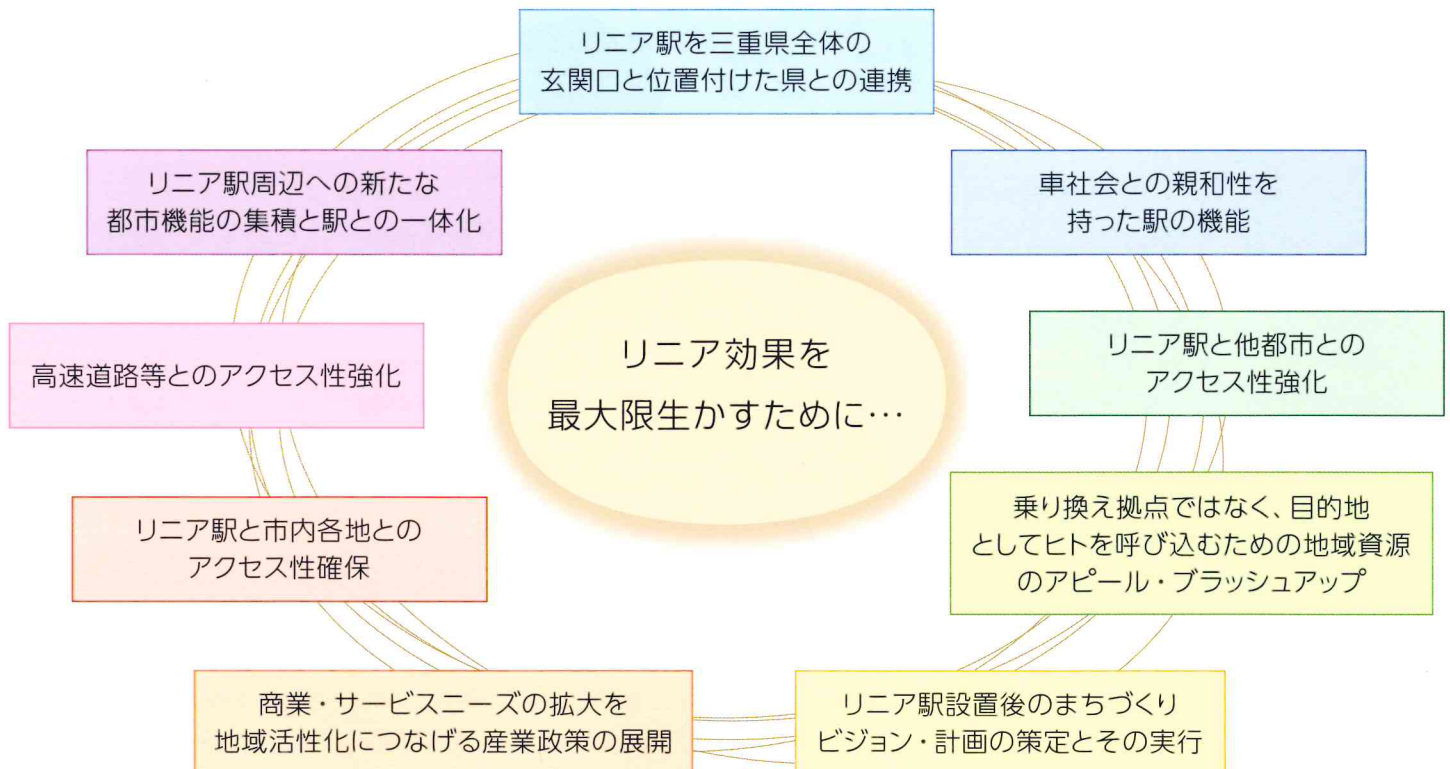 リニア駅を三重県全体の
玄関口と位置付けた県との連携
リニア駅周辺への新たな
都市機能の集積と駅との一体化
車社会との親和性を
持った駅の機能
リニア効果を
最大限生かすために…
高速道路等とのアクセス性強化
リニア駅と他都市との
アクセス性強化
リニア駅と市内各地との
アクセス性確保
乗り換え拠点ではなく、目的地
としてヒトを呼び込むための地域資源
のアピール・ブラッシュアップ
商業・サービスニーズの拡大を
地域活性化につなげる産業政策の展開
リニア駅設置後のまちづくり
ビジョン・計画の策定とその実行